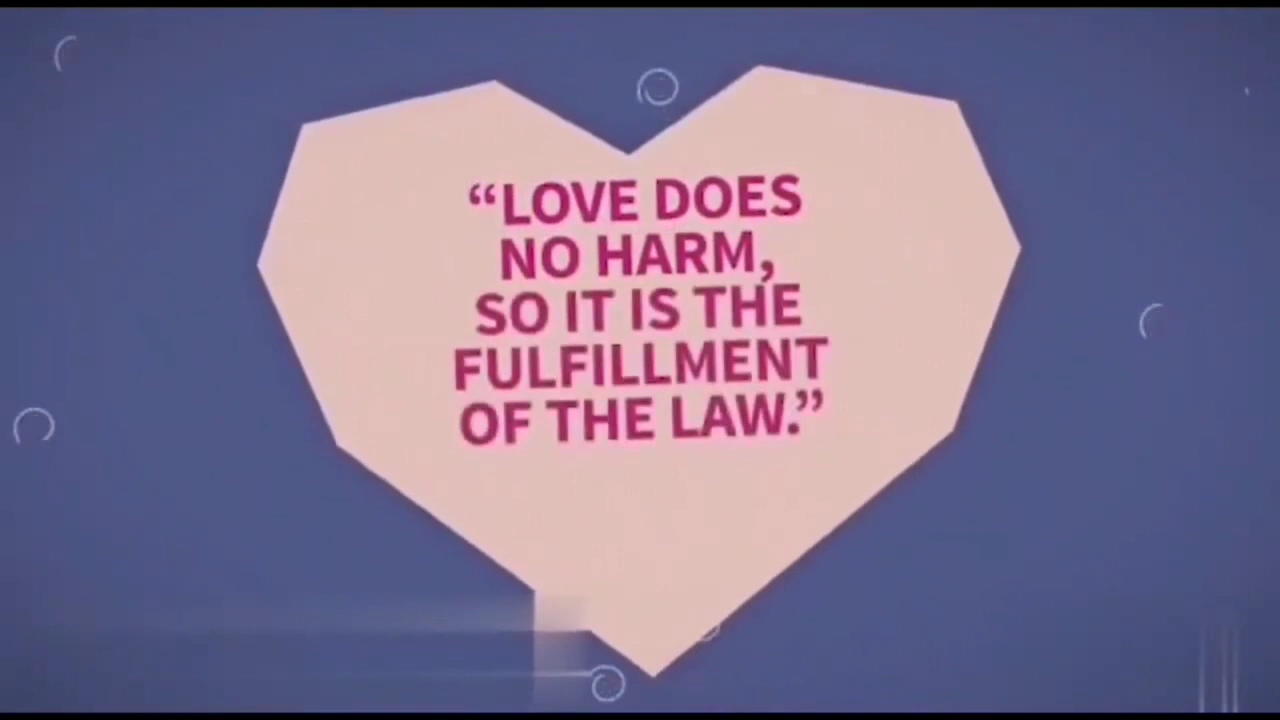 “LOVE DOES
NO HARM,
SO IT IS THE
FULFILLMENT
OF THE LAW.”